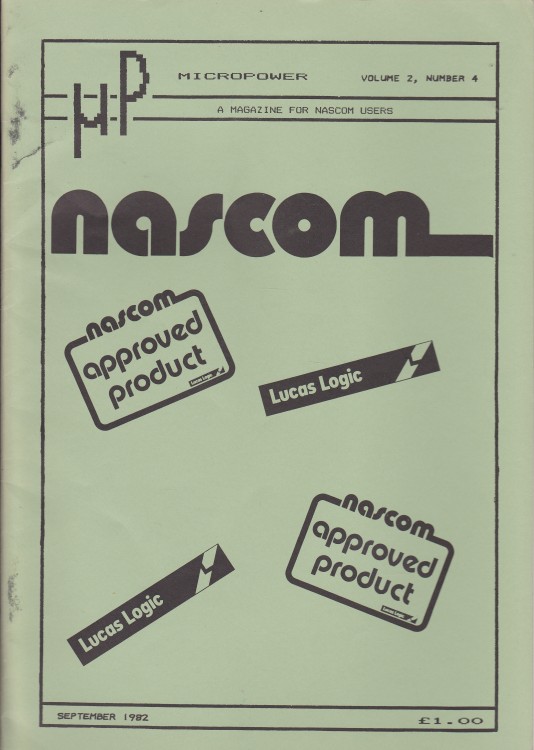 µP
MICROPOWER
VOLUME 2, NUMBER 4
A MAGAZINE FOR NASCOM USERS
nascom
nascom
approved
product
Lucas Logic
Lucas Logic
nascom
approved
product
Lucas Logic
Lucas Logic
SEPTEMBER 1982
£1.00